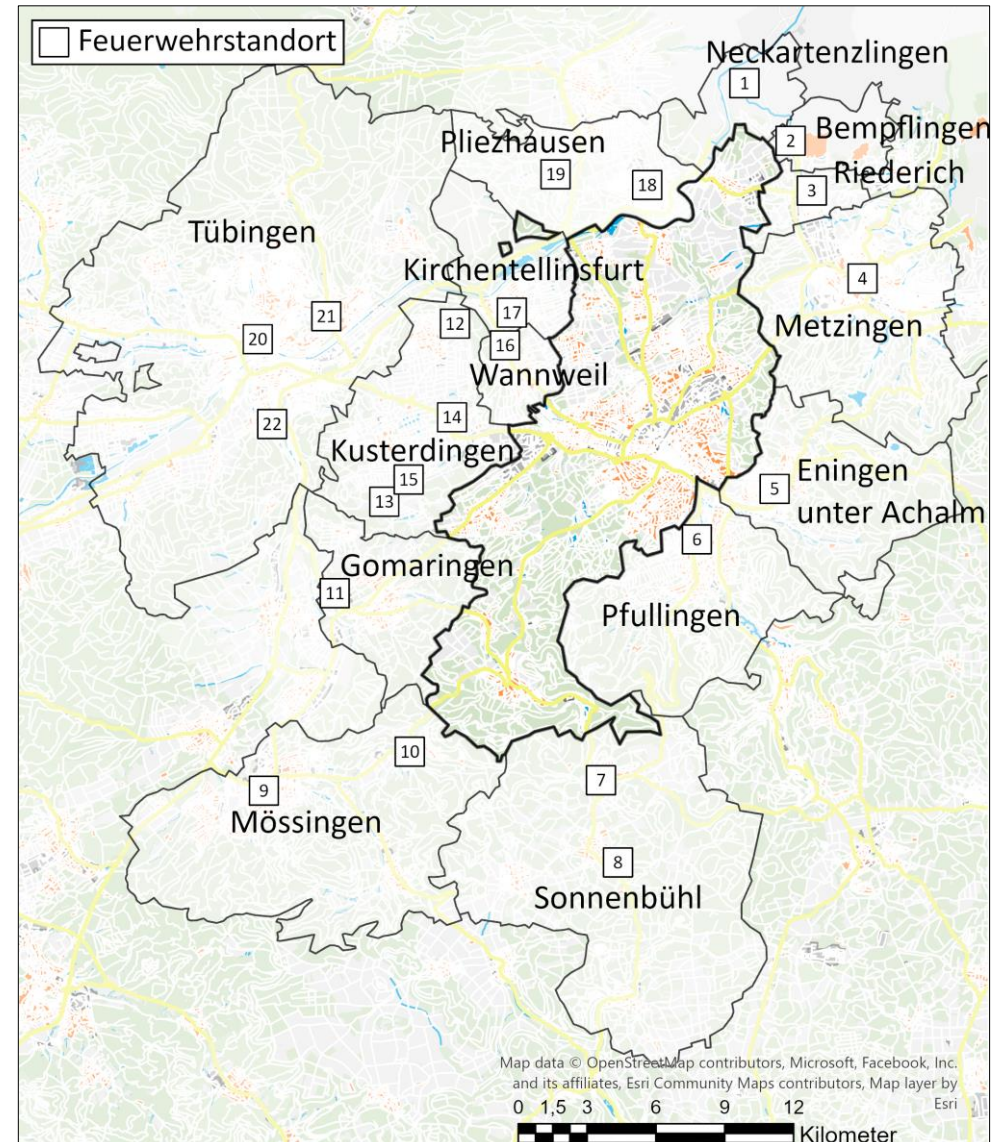 Feuerwehrstandort
Neckartenzlingen
1
Bempflingen
2
Pliezhausen
19
18
Riederich
3
Tübingen
Kirchentellinsfurt
4
21
17
12
20
16
Metzingen
Wannweil
14
22
Kusterdingen
15
13
5
Eningen
unter Achalm
6
Gomaringen
11
Pfullingen
10
7
9
Mössingen
8
Sonnenbühl
Map data © OpenStreetMap contributors, Microsoft, Facebook, Inc.
and its affiliates, Esri Community Maps contributors, Map layer by
Esri
0 1,5 3 6 9 12
Kilometer